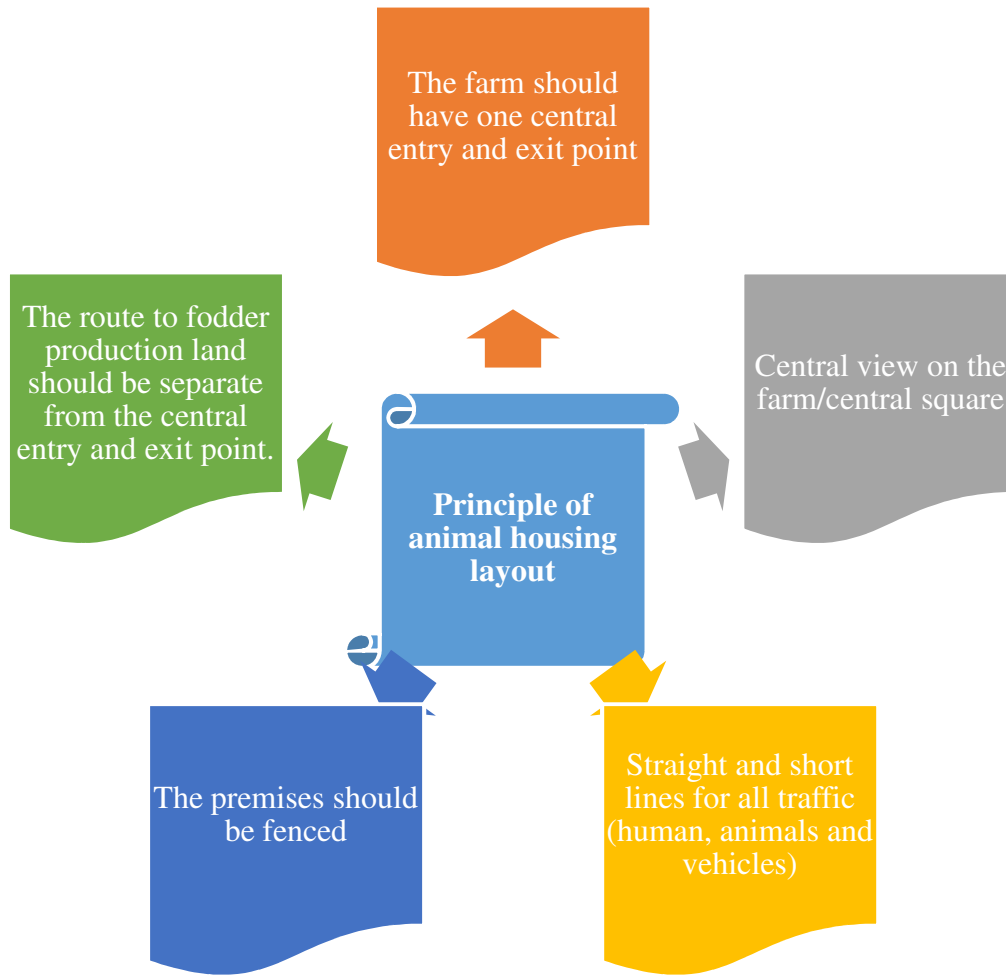 The farm should
have one central
entry and exit point
The route to fodder
production land
should be separate
from the central
entry and exit point.
Central view on the
farm/central square
Principle of
animal housing
layout
The premises should
be fenced
Straight and short
lines for all traffic
(human, animals and
vehicles)